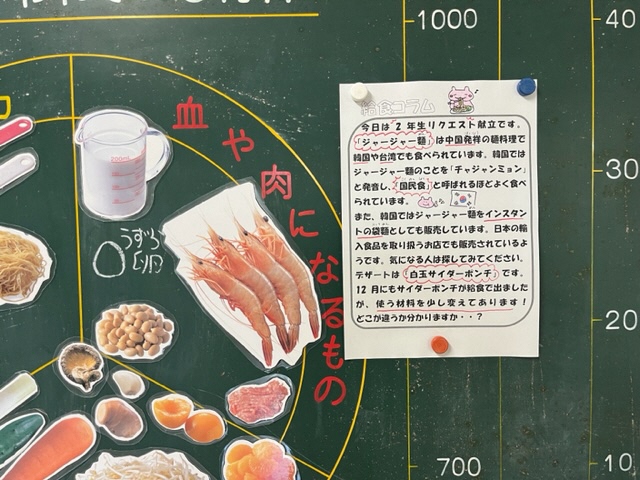 1000
40
30
20
10
700
血や肉になるもの
うずら
卵
給食コラム
今日は2年生リクエスト献立です。
「ジャージャー麺」は中国発祥の麺料理で
韓国や台湾でも食べられています。韓国では
ジャージャー麺のことを「チャジャンミョン」
と発音し、「国民食」と呼ばれるほどよく食べ
られています。
また、韓国ではジャージャー麺をインスタン
トの袋麺としても販売しています。日本の輸
入食品を取り扱うお店でも販売されているよ
うです。気になる人は探してみてください。
デザートは「白玉サイダーポンチ」です。
12月にもサイダーポンチが給食で出ました
が、使う材料を少し変えてあります！
どこが違うか分かりますか・・？